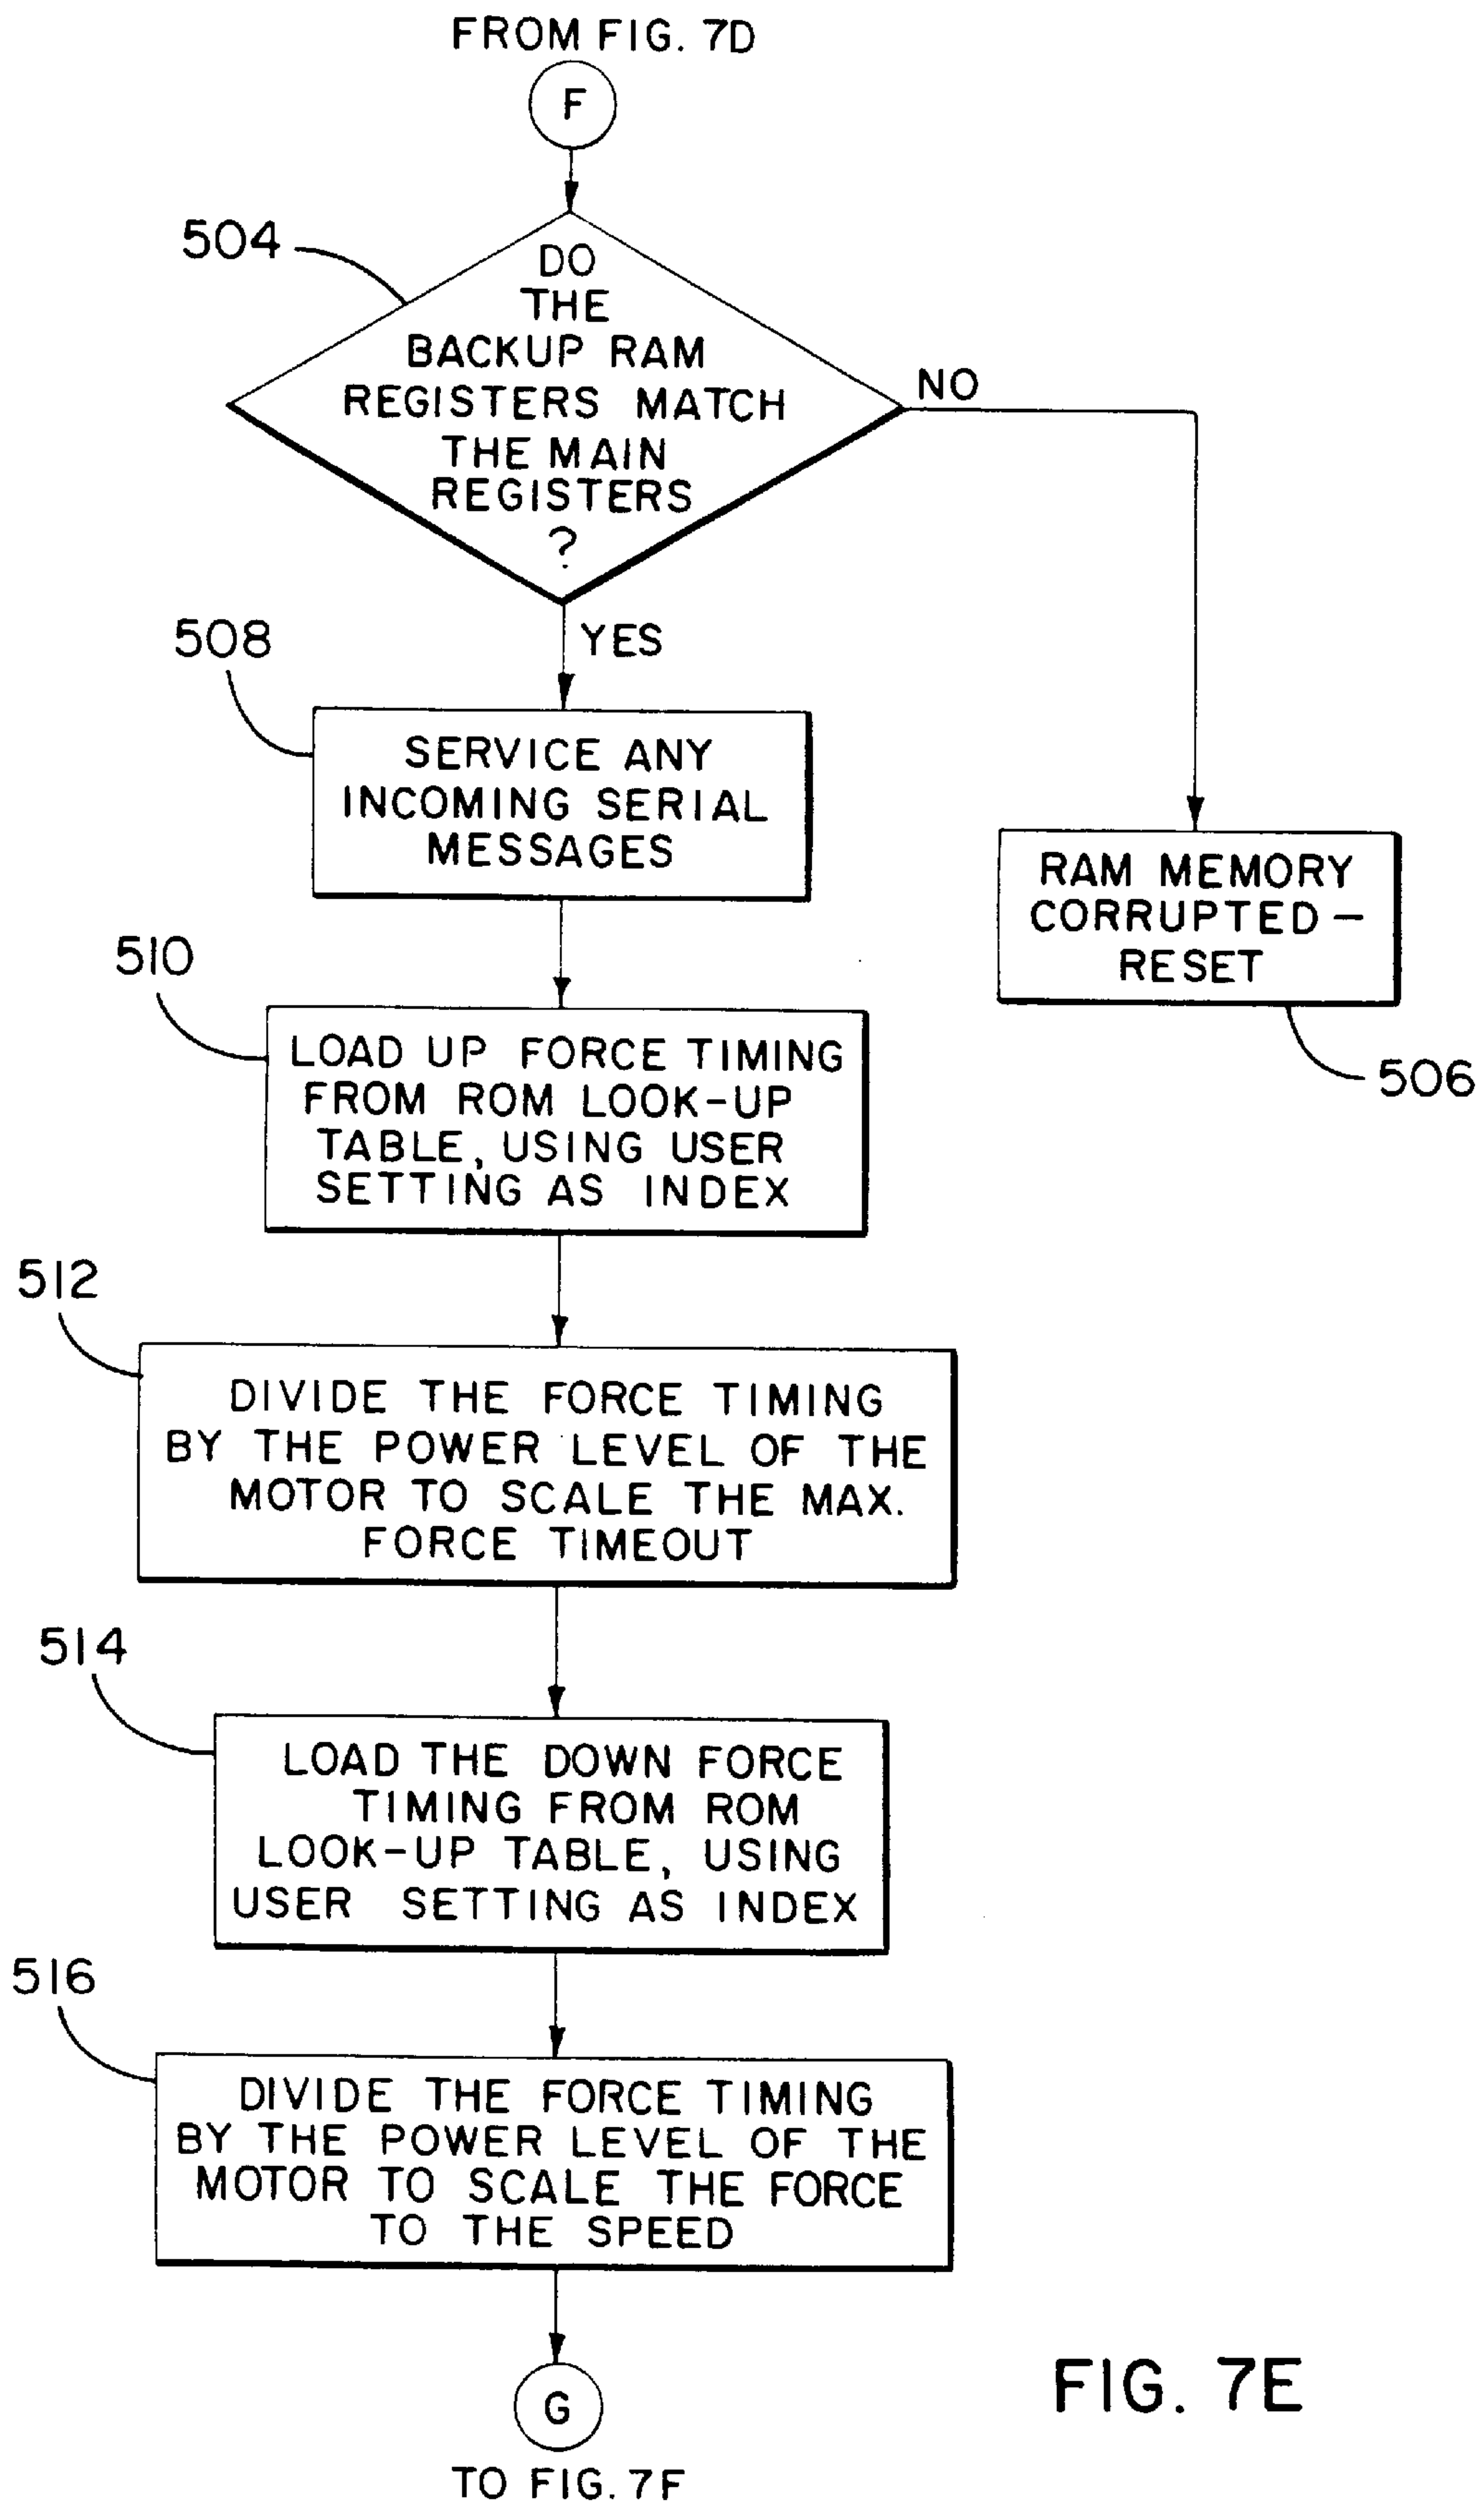 FROM FIG. 7D
F
504
DO
THE
BACKUP RAM
REGISTERS MATCH
THE MAIN
REGISTERS
?
NO
YES
508
SERVICE ANY
INCOMING SERIAL
MESSAGES
RAM MEMORY
CORRUPTED —
RESET
506
510
LOAD UP FORCE TIMING
FROM ROM LOOK-UP
TABLE, USING USER
SETTING AS INDEX
512
DIVIDE THE FORCE TIMING
BY THE POWER LEVEL OF THE
MOTOR TO SCALE THE MAX.
FORCE TIMEOUT
514
LOAD THE DOWN FORCE
TIMING FROM ROM
LOOK-UP TABLE, USING
USER SETTING AS INDEX
516
DIVIDE THE FORCE TIMING
BY THE POWER LEVEL OF THE
MOTOR TO SCALE THE FORCE
TO THE SPEED
G
TO FIG. 7F
FIG. 7E